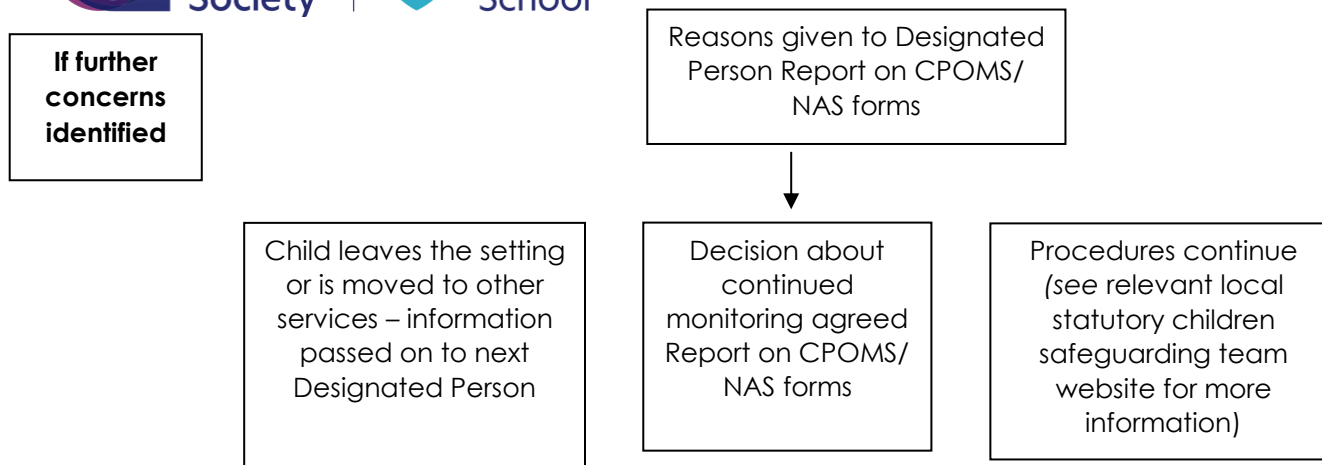 Society
School
If further
concerns
identified
Reasons given to Designated
Person Report on CPOMS/
NAS forms
Child leaves the setting
or is moved to other
services – information
passed on to next
Designated Person
Decision about
continued
monitoring agreed
Report on CPOMS/
NAS forms
Procedures continue
(see relevant local
statutory children
safeguarding team
website for more
information)